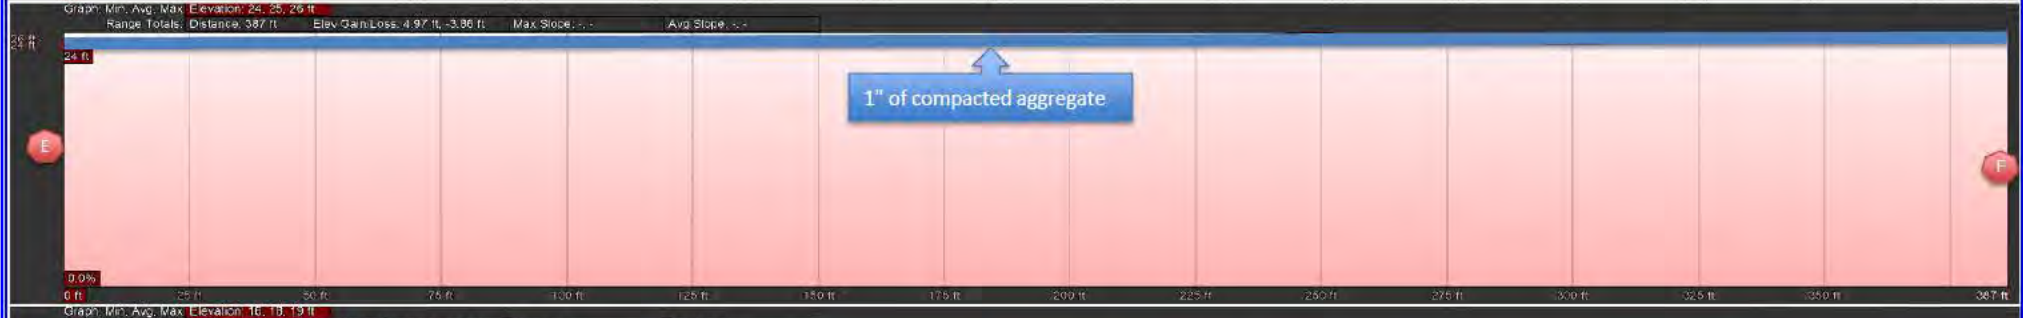 Graph: Min, Avg, Max Elevation: 24, 25, 26 ft
Range Totals: Distance: 387 ft Elev Gain/Loss: 4.97 ft, -3.86 ft Max Slope: -, - Avg Slope: -, -
24 ft
24 ft
1" of compacted aggregate
E
F
0.0%
0 ft 25 ft 50 ft 75 ft 100 ft 125 ft 150 ft 175 ft 200 ft 225 ft 250 ft 275 ft 300 ft 325 ft 350 ft 387 ft
Graph: Min, Avg, Max Elevation: 16, 18, 19 ft